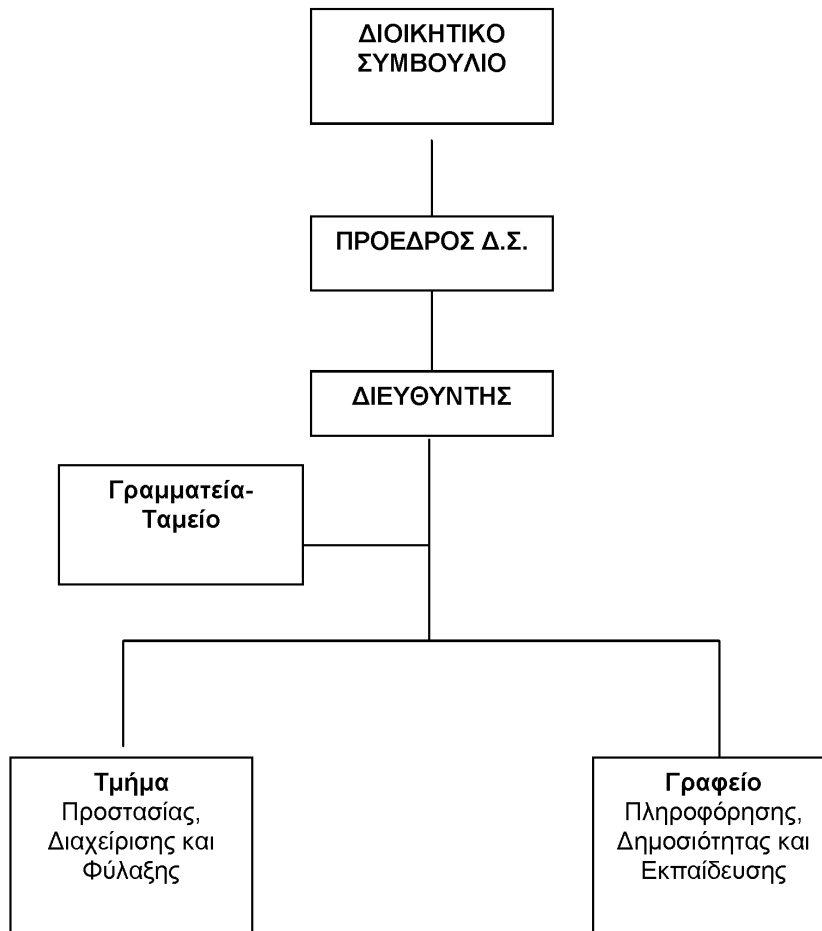 ΔΙΟΙΚΗΤΙΚΟ
ΣΥΜΒΟΥΛΙΟ
ΠΡΟΕΔΡΟΣ Δ.Σ.
ΔΙΕΥΘΥΝΤΗΣ
Γραμματεία-
Ταμείο
Τμήμα
Προστασίας,
Διαχείρισης και
Φύλαξης
Γραφείο
Πληροφόρησης,
Δημοσιότητας και
Εκπαίδευσης